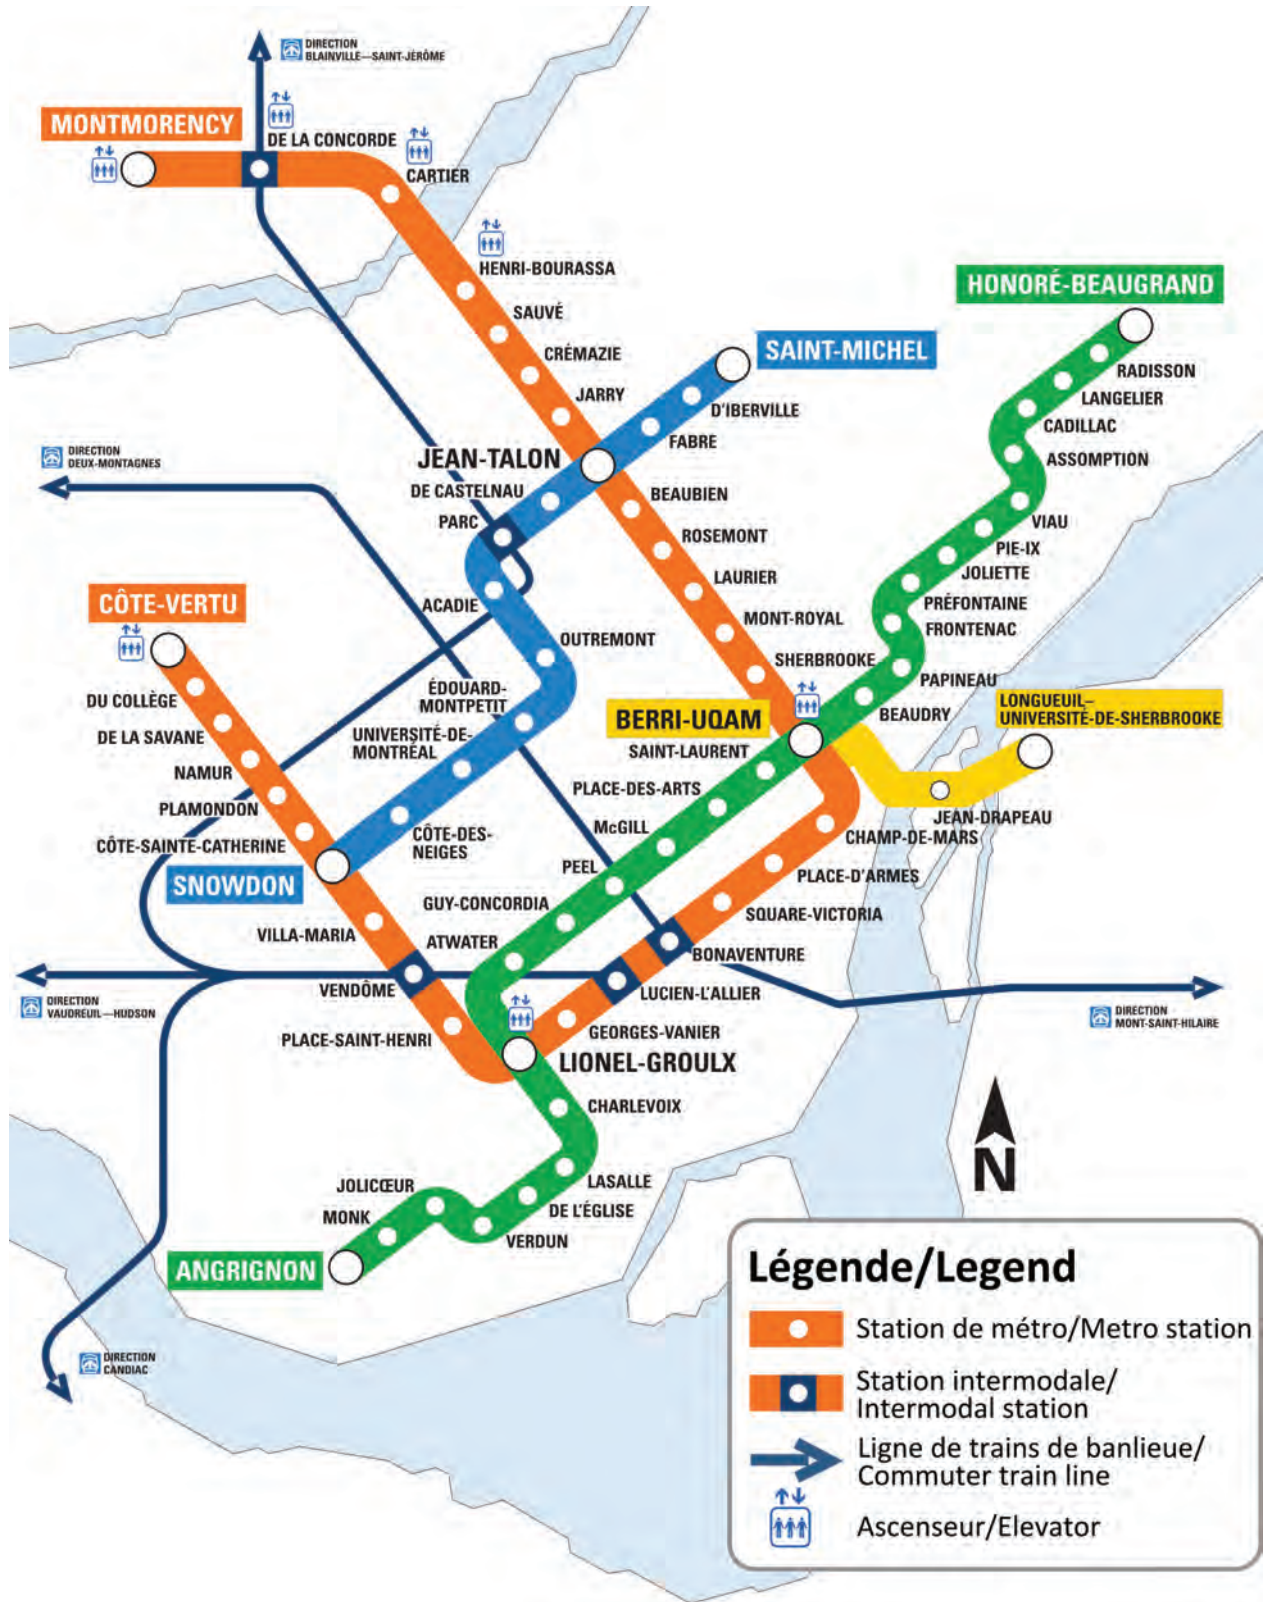 DIRECTION
BLAINVILLE—SAINT-JÉRÔME
MONTMORENCY
DE LA CONCORDE
CARTIER
HENRI-BOURASSA
SAUVÉ
CRÉMAZIE
JARRY
HONORÉ-BEAUGRAND
SAINT-MICHEL
RADISSON
LANGELIER
CADILLAC
ASSOMPTION
VIAU
PIE-IX
JOLIETTE
PRÉFONTAINE
FRONTENAC
PAPINEAU
BEAUDRY
D'IBERVILLE
FABRE
JEAN-TALON
DE CASTELNAU
PARC
ACADIE
OUTREMONT
ÉDOUARD-
MONTPETIT
UNIVERSITÉ-DE-
MONTRÉAL
CÔTE-DES-
NEIGES
DIRECTION
DEUX-MONTAGNES
BEAUBIEN
ROSEMONT
LAURIER
MONT-ROYAL
SHERBROOKE
CÔTE-VERTU
DU COLLÈGE
DE LA SAVANE
NAMUR
PLAMONDON
CÔTE-SAINTE-CATHERINE
SNOWDON
VILLA-MARIA
VENDÔME
PLACE-SAINT-HENRI
BERRI-UQAM
LONGUEUIL–
UNIVERSITÉ-DE-SHERBROOKE
JEAN-DRAPEAU
SAINT-LAURENT
PLACE-DES-ARTS
McGILL
PEEL
GUY-CONCORDIA
ATWATER
CHAMP-DE-MARS
PLACE-D'ARMES
SQUARE-VICTORIA
BONAVENTURE
LUCIEN-L'ALLIER
GEORGES-VANIER
LIONEL-GROULX
DIRECTION
VAUDREUIL—HUDSON
DIRECTION
MONT-SAINT-HILAIRE
CHARLEVOIX
LASALLE
DE L'ÉGLISE
VERDUN
JOLICŒUR
MONK
ANGRIGNON
DIRECTION
CANDIAC
N
Légende/Legend
Station de métro/Metro station
Station intermodale/
Intermodal station
Ligne de trains de banlieue/
Commuter train line
Ascenseur/Elevator